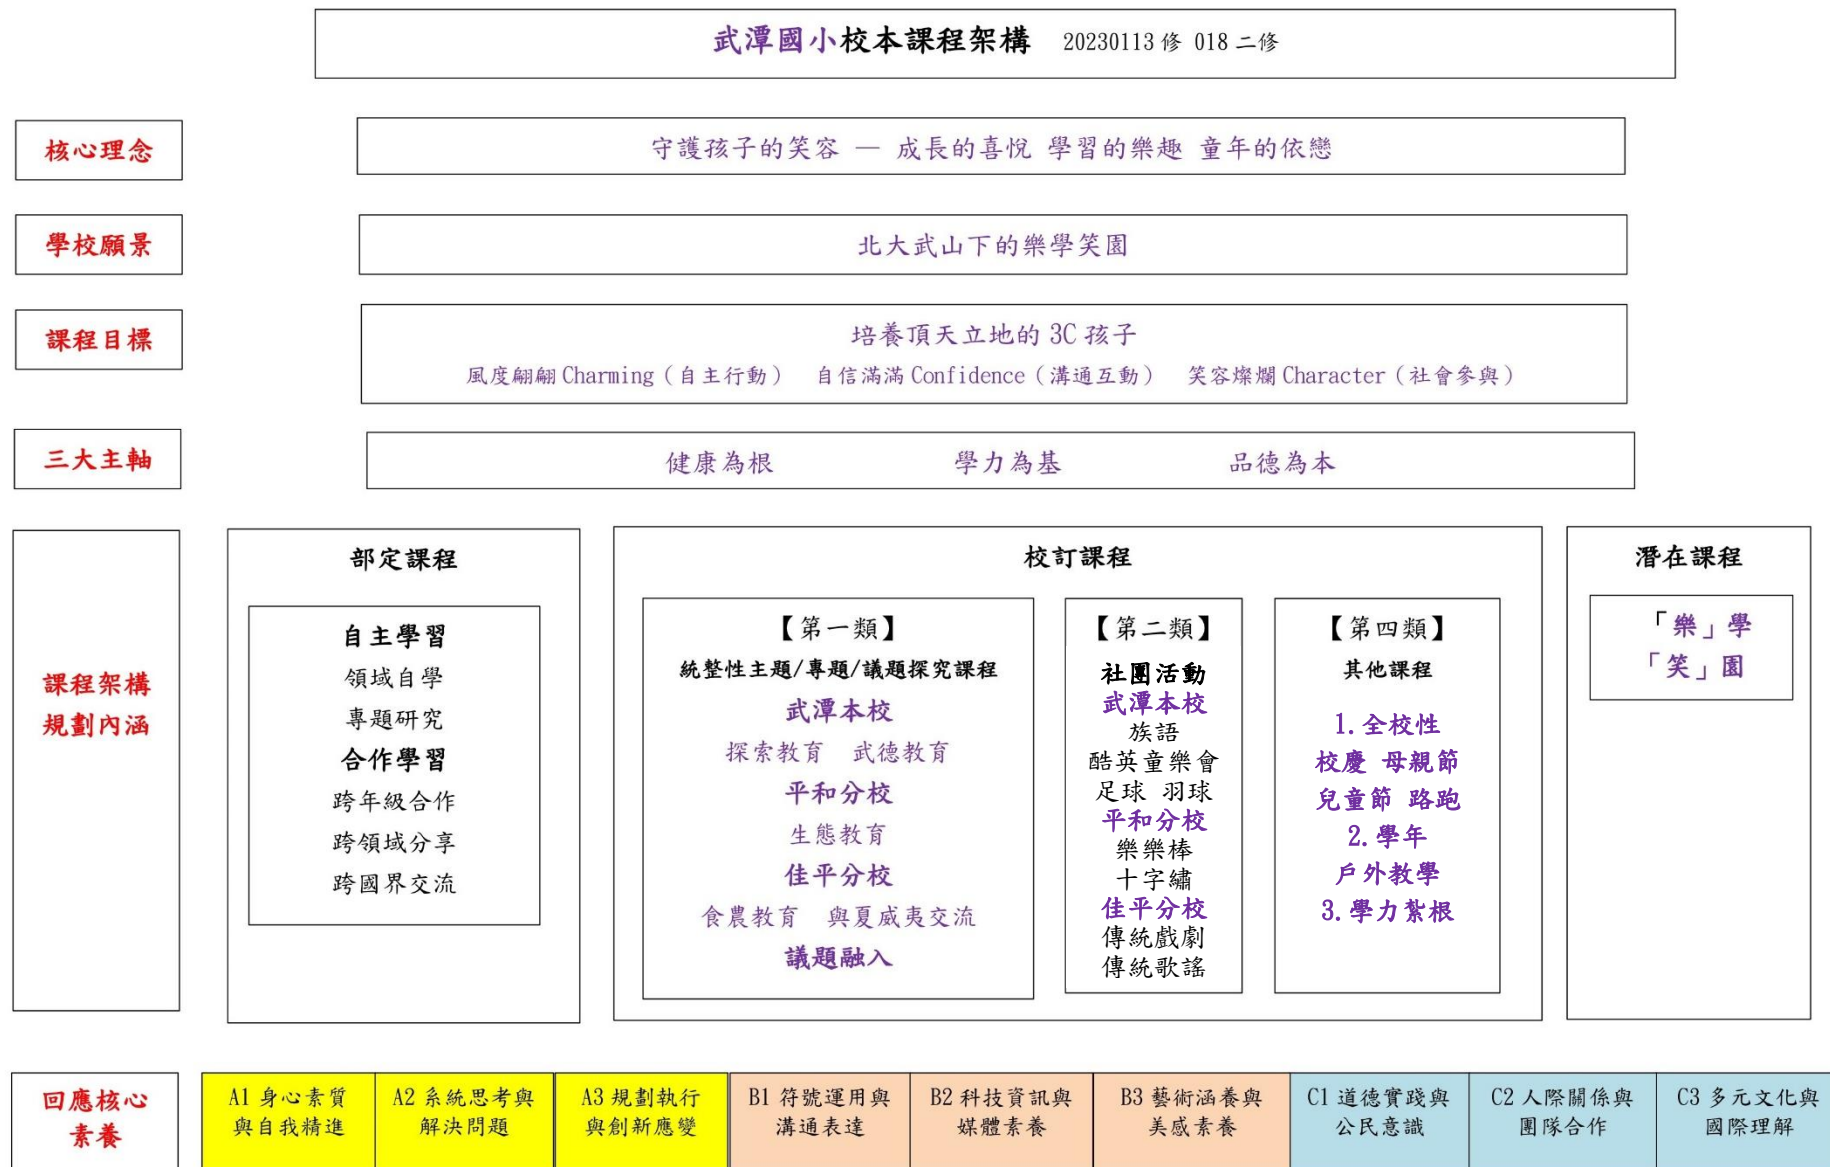 武潭國小校本課程架構 20230113修 018二修
核心理念
守護孩子的笑容 — 成長的喜悅 學習的樂趣 童年的依戀
學校願景
北大武山下的樂學笑園
課程目標
培養頂天立地的 3C 孩子
風度翩翩 Charming（自主行動） 自信滿滿 Confidence（溝通互動） 笑容燦爛 Character（社會參與）
三大主軸
健康為根 學力為基 品德為本
課程架構
規劃內涵
部定課程
自主學習
領域自學
專題研究
合作學習
跨年級合作
跨領域分享
跨國界交流
校訂課程
【第一類】
統整性主題/專題/議題探究課程
武潭本校
探索教育 武德教育
平和分校
生態教育
佳平分校
食農教育 與夏威夷交流
議題融入
【第二類】
社團活動
武潭本校
族語
酷英童樂會
足球 羽球
平和分校
樂樂棒
十字繡
佳平分校
傳統戲劇
傳統歌謠
【第四類】
其他課程
1.全校性
校慶 母親節
兒童節 路跑
2.學年
戶外教學
3.學力紮根
潛在課程
「樂」學
「笑」園
回應核心
素養
A1 身心素質
與自我精進
A2 系統思考與
解決問題
A3 規劃執行
與創新應變
B1 符號運用與
溝通表達
B2 科技資訊與
媒體素養
B3 藝術涵養與
美感素養
C1 道德實踐與
公民意識
C2 人際關係與
團隊合作
C3 多元文化與
國際理解